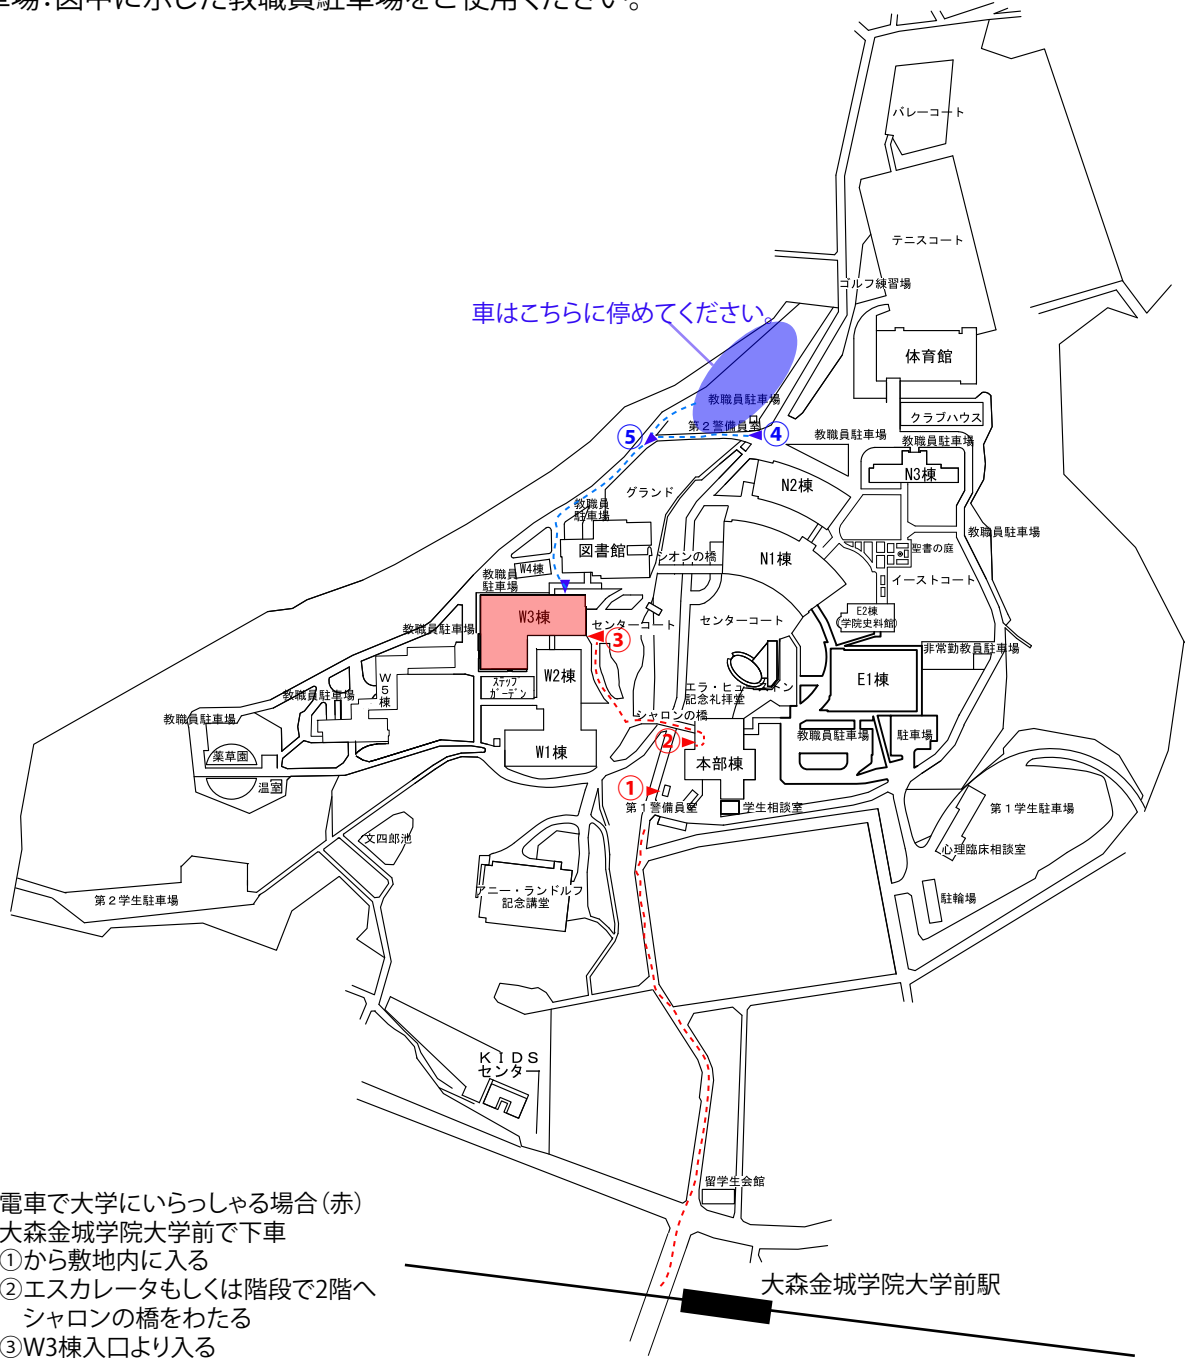 車場：図中に示した教職員駐車場をご使用ください。
バレーコート
テニスコート
ゴルフ練習場
車はこちらに停めてください。
体育館
教職員駐車場
クラブハウス
第２警備員室
④
⑤
教職員駐車場
教職員駐車場
N3棟
N2棟
グランド
教職員
駐車場
教職員駐車場
図書館
シオンの橋
N1棟
聖書の庭
W4棟
教職員
駐車場
イーストコート
W3棟
E2棟
(学院史料館)
センターコート
センターコート
教職員駐車場
③
非常勤教員駐車場
W2棟
W5棟
ステップ
ガーデン
E1棟
エラ・ヒューストン
記念礼拝堂
教職員駐車場
シャロンの橋
教職員駐車場
教職員駐車場
駐車場
②
W1棟
薬草園
本部棟
温室
①
第１警備員室
学生相談室
第１学生駐車場
文四郎池
心理臨床相談室
アニー・ランドルフ
記念講堂
第２学生駐車場
駐輪場
ＫＩＤＳ
センター
留学生会館
電車で大学にいらっしゃる場合（赤）
大森金城学院大学前で下車
①から敷地内に入る
②エスカレータもしくは階段で2階へ
シャロンの橋をわたる
③W3棟入口より入る
大森金城学院大学前駅